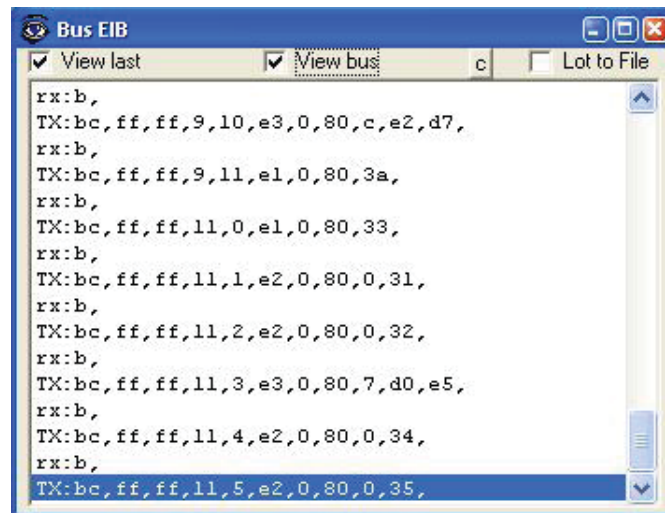 Bus EIB
View last View bus c Lot to File
rx:b,
TX:bc,ff,ff,9,10,e3,0,80,c,e2,d7,
rx:b,
TX:bc,ff,ff,9,11,e1,0,80,3a,
rx:b,
TX:bc,ff,ff,11,0,e1,0,80,33,
rx:b,
TX:bc,ff,ff,11,1,e2,0,80,0,31,
rx:b,
TX:bc,ff,ff,11,2,e2,0,80,0,32,
rx:b,
TX:bc,ff,ff,11,3,e3,0,80,7,d0,e5,
rx:b,
TX:bc,ff,ff,11,4,e2,0,80,0,34,
rx:b,
TX:bc,ff,ff,11,5,e2,0,80,0,35,